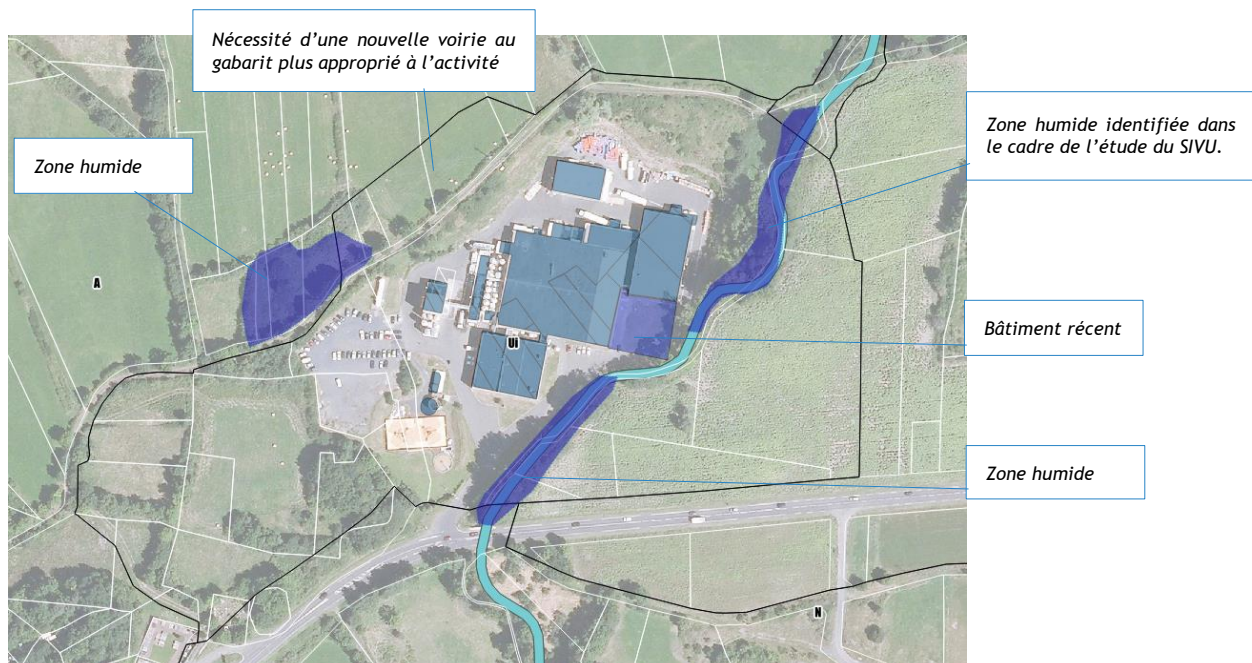 Nécessité d’une nouvelle voirie au
gabarit plus approprié à l’activité
Zone humide
Zone humide identifiée dans
le cadre de l’étude du SIVU.
A
Bâtiment récent
Ui
Zone humide
N